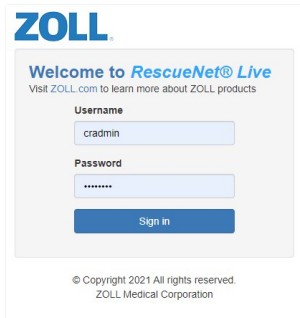 ZOLL®
Welcome to RescueNet® Live
Visit ZOLL.com to learn more about ZOLL products
Username
cradmin
Password
••••••••
Sign in
© Copyright 2021 All rights reserved.
ZOLL Medical Corporation